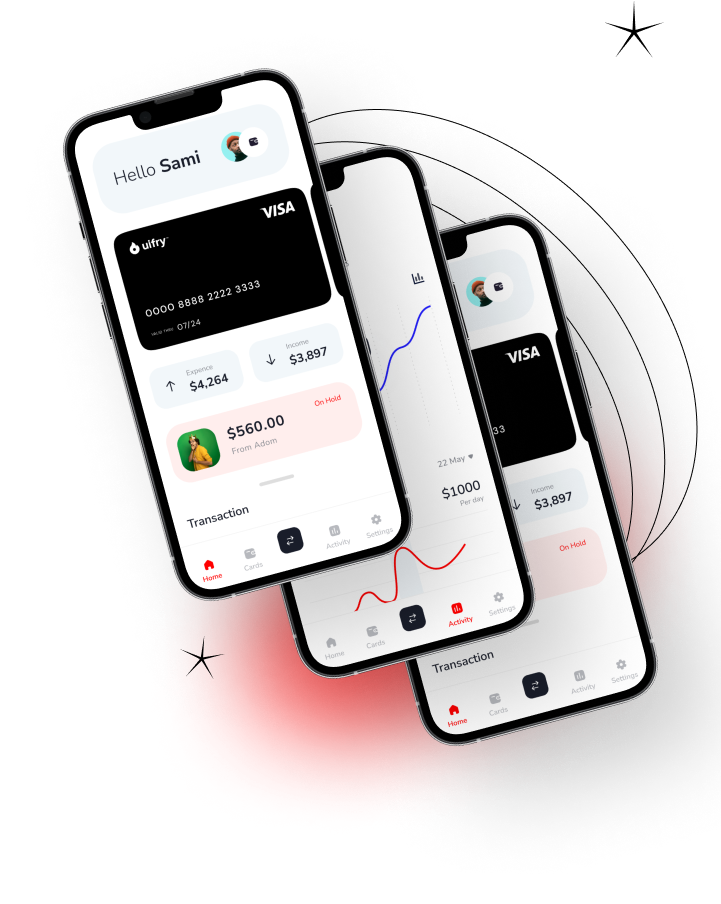 Hello Sami
VISA
uifry
0000 8888 2222 3333
VALID THRU 07/24
Expence
$4,264
Income
$3,897
On Hold
$560.00
From Adom
Transaction
Home
Cards
Activity
Settings
22 May
$1000
Per day
Home
Cards
Activity
Settings
VISA
33
Income
$3,897
On Hold
Transaction
Home
Cards
Activity
Settings